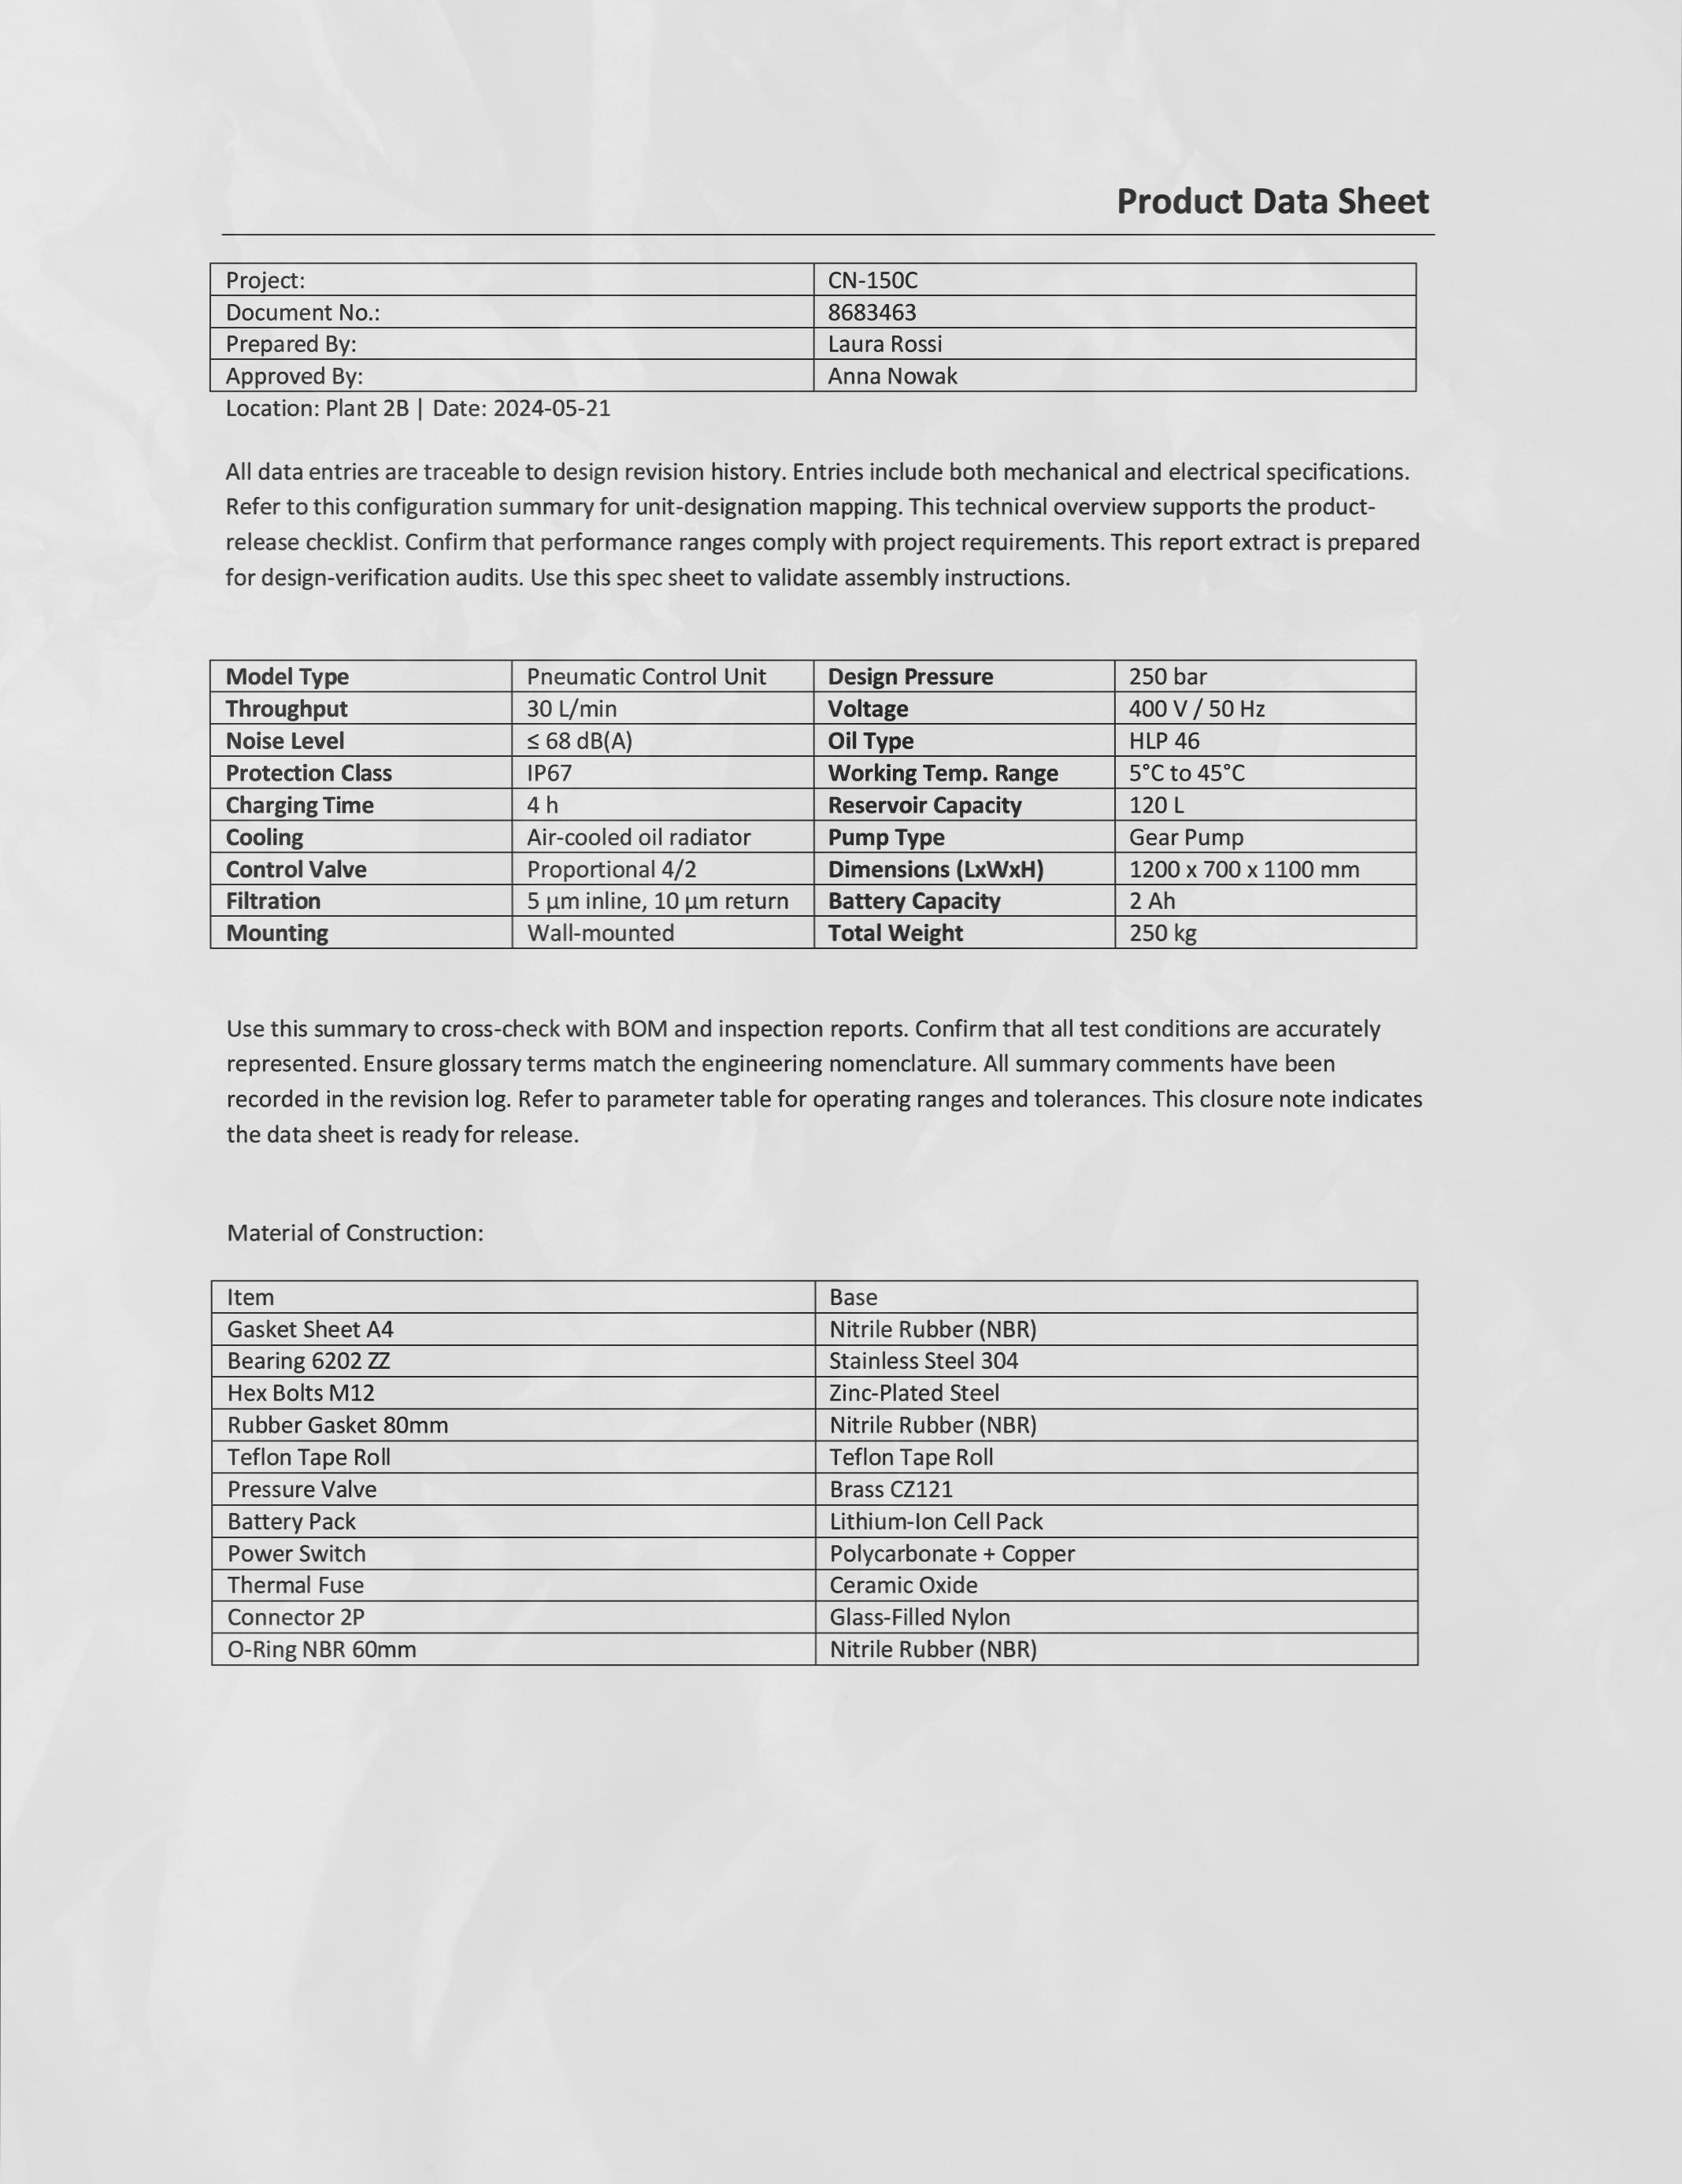 Product Data Sheet
Project: CN-150C
Document No.: 8683463
Prepared By: Laura Rossi
Approved By: Anna Nowak
Location: Plant 2B | Date: 2024-05-21
All data entries are traceable to design revision history. Entries include both mechanical and electrical specifications.
Refer to this configuration summary for unit-designation mapping. This technical overview supports the product-
release checklist. Confirm that performance ranges comply with project requirements. This report extract is prepared
for design-verification audits. Use this spec sheet to validate assembly instructions.
Model Type Pneumatic Control Unit Design Pressure 250 bar
Throughput 30 L/min Voltage 400 V / 50 Hz
Noise Level ≤ 68 dB(A) Oil Type HLP 46
Protection Class IP67 Working Temp. Range 5°C to 45°C
Charging Time 4 h Reservoir Capacity 120 L
Cooling Air-cooled oil radiator Pump Type Gear Pump
Control Valve Proportional 4/2 Dimensions (LxWxH) 1200 x 700 x 1100 mm
Filtration 5 µm inline, 10 µm return Battery Capacity 2 Ah
Mounting Wall-mounted Total Weight 250 kg
Use this summary to cross-check with BOM and inspection reports. Confirm that all test conditions are accurately
represented. Ensure glossary terms match the engineering nomenclature. All summary comments have been
recorded in the revision log. Refer to parameter table for operating ranges and tolerances. This closure note indicates
the data sheet is ready for release.
Material of Construction:
Item Base
Gasket Sheet A4 Nitrile Rubber (NBR)
Bearing 6202 ZZ Stainless Steel 304
Hex Bolts M12 Zinc-Plated Steel
Rubber Gasket 80mm Nitrile Rubber (NBR)
Teflon Tape Roll Teflon Tape Roll
Pressure Valve Brass CZ121
Battery Pack Lithium-Ion Cell Pack
Power Switch Polycarbonate + Copper
Thermal Fuse Ceramic Oxide
Connector 2P Glass-Filled Nylon
O-Ring NBR 60mm Nitrile Rubber (NBR)